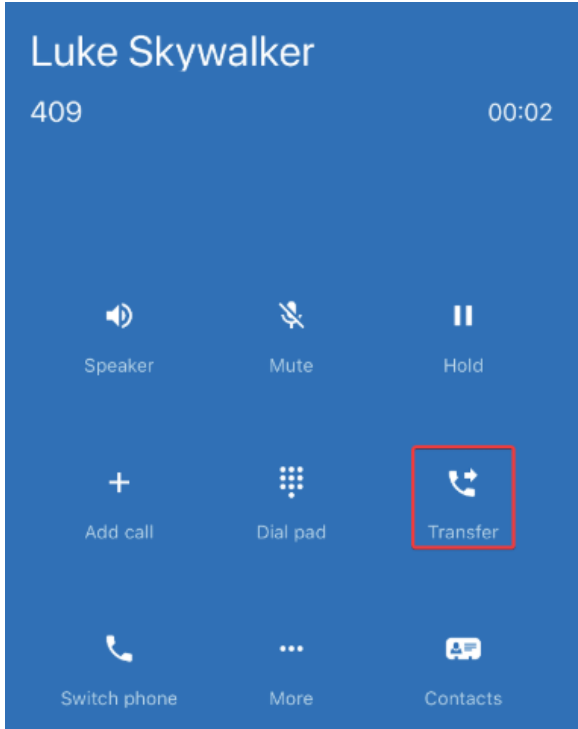 Luke Skywalker
409 00:02
Speaker Mute Hold
Add call Dial pad Transfer
Switch phone More Contacts